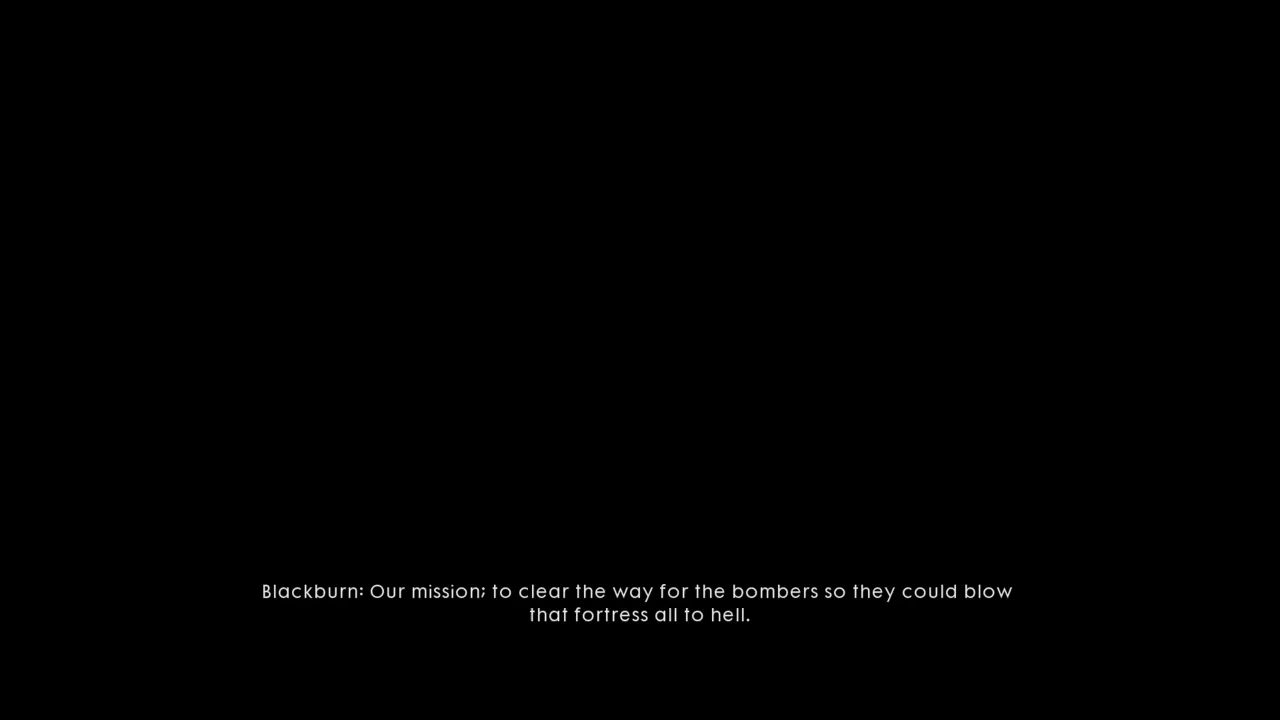 Blackburn: Our mission; to clear the way for the bombers so they could blow
that fortress all to hell.